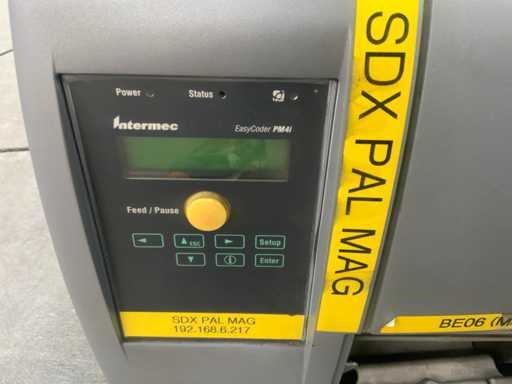 Power
Status
Intermec
EasyCoder PM4i
Feed / Pause
ESC
Setup
i
Enter
SDX PAL MAG
192.168.6.217
SDX PAL MAG
BE06